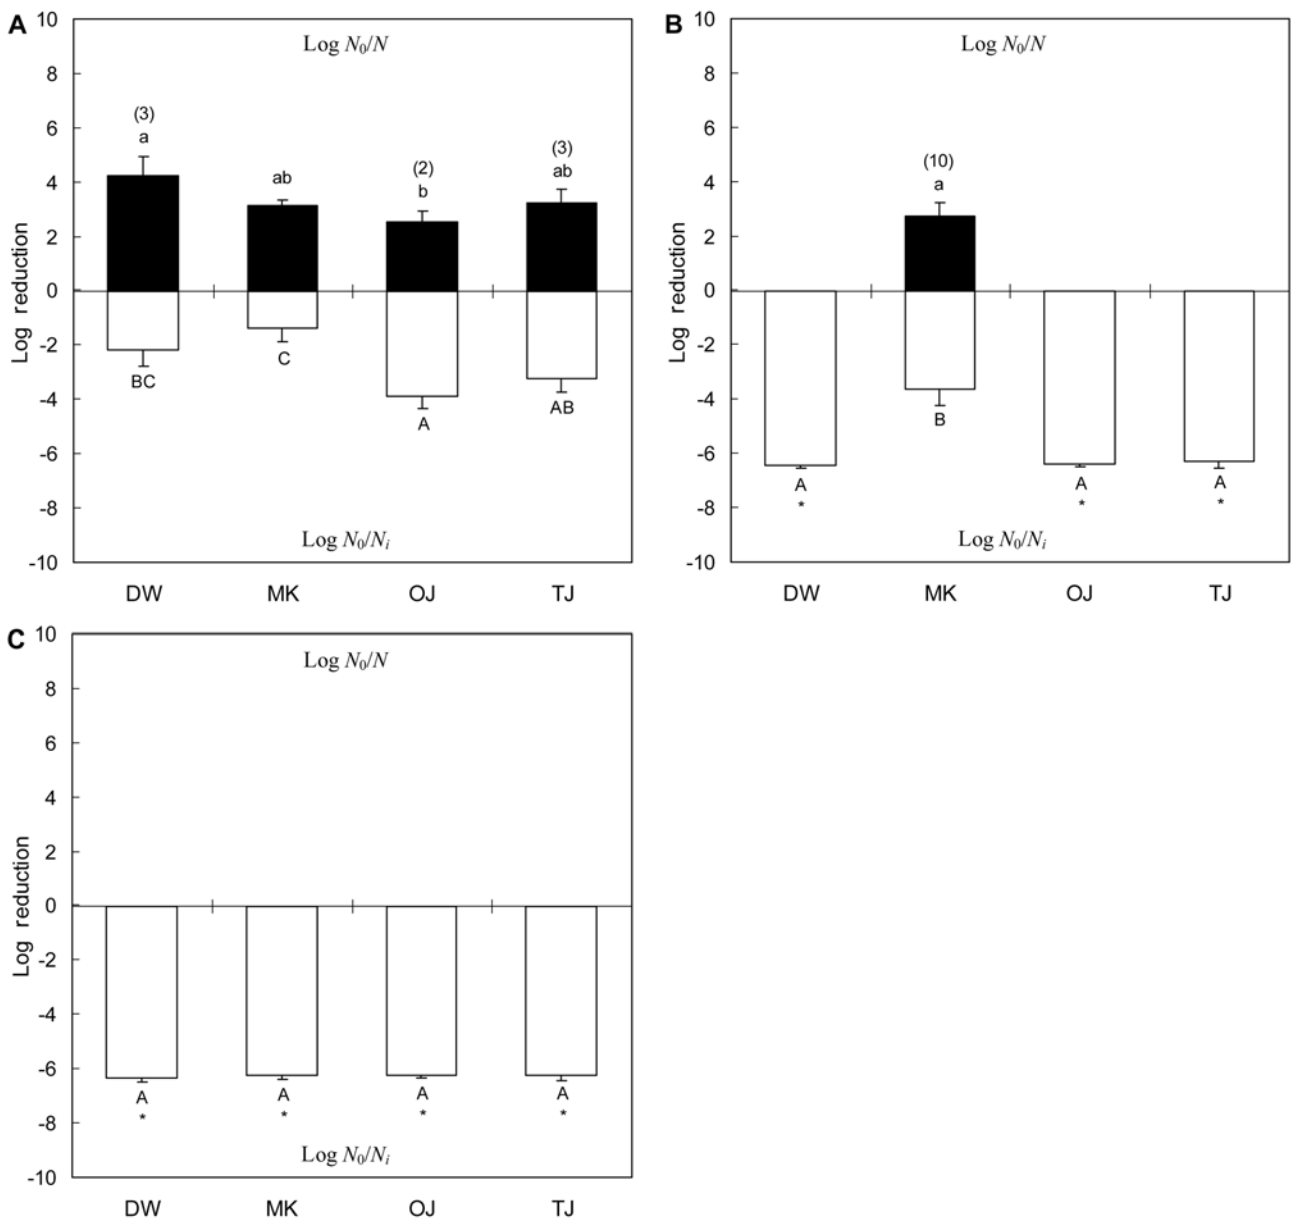 A
Log N0/N
10
8
6
4
2
0
-2
-4
-6
-8
-10
Log reduction
(3)
a
ab
(2)
b
(3)
ab
BC
C
A
AB
Log N0/Ni
DW MK OJ TJ
B
Log N0/N
10
8
6
4
2
0
-2
-4
-6
-8
-10
Log reduction
(10)
a
A
*
B
A
*
A
*
Log N0/Ni
DW MK OJ TJ
C
Log N0/N
10
8
6
4
2
0
-2
-4
-6
-8
-10
Log reduction
A A A A
* * * *
Log N0/Ni
DW MK OJ TJ